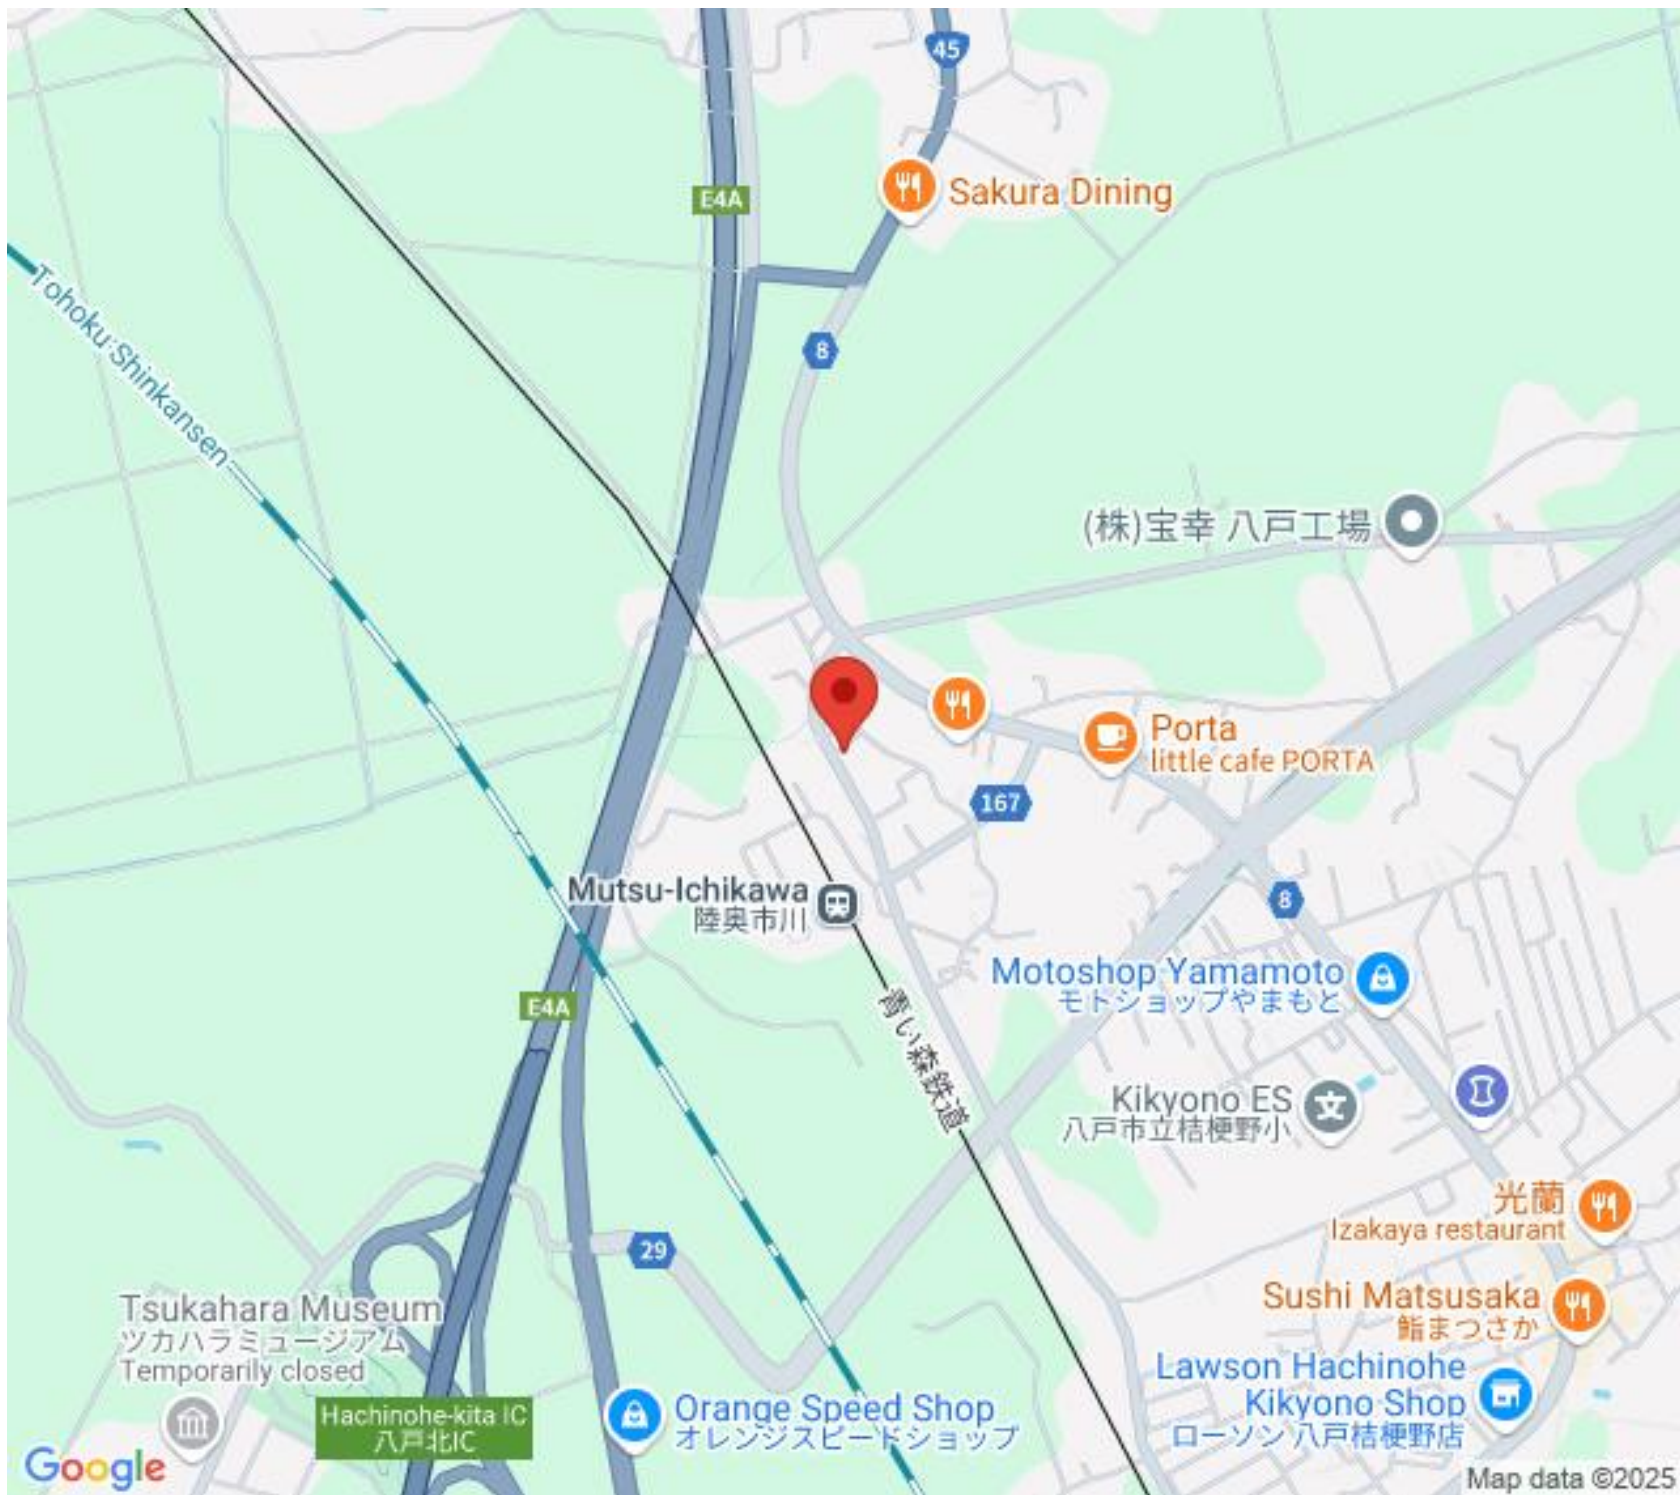 45
E4A
Sakura Dining
Tohoku Shinkansen
8
(株)宝幸 八戸工場
Porta
little cafe PORTA
167
Mutsu-Ichikawa
陸奥市川
8
Motoshop Yamamoto
モトショップやまもと
E4A
青い森鉄道
Kikyono ES
文
八戸市立桔梗野小
光蘭
Izakaya restaurant
29
Sushi Matsusaka
鮨まつさか
Tsukahara Museum
ツカハラミュージアム
Temporarily closed
Lawson Hachinohe
Kikyono Shop
ローソン 八戸桔梗野店
Hachinohe-kita IC
八戸北IC
Orange Speed Shop
オレンジスピードショップ
Google
Map data ©2025